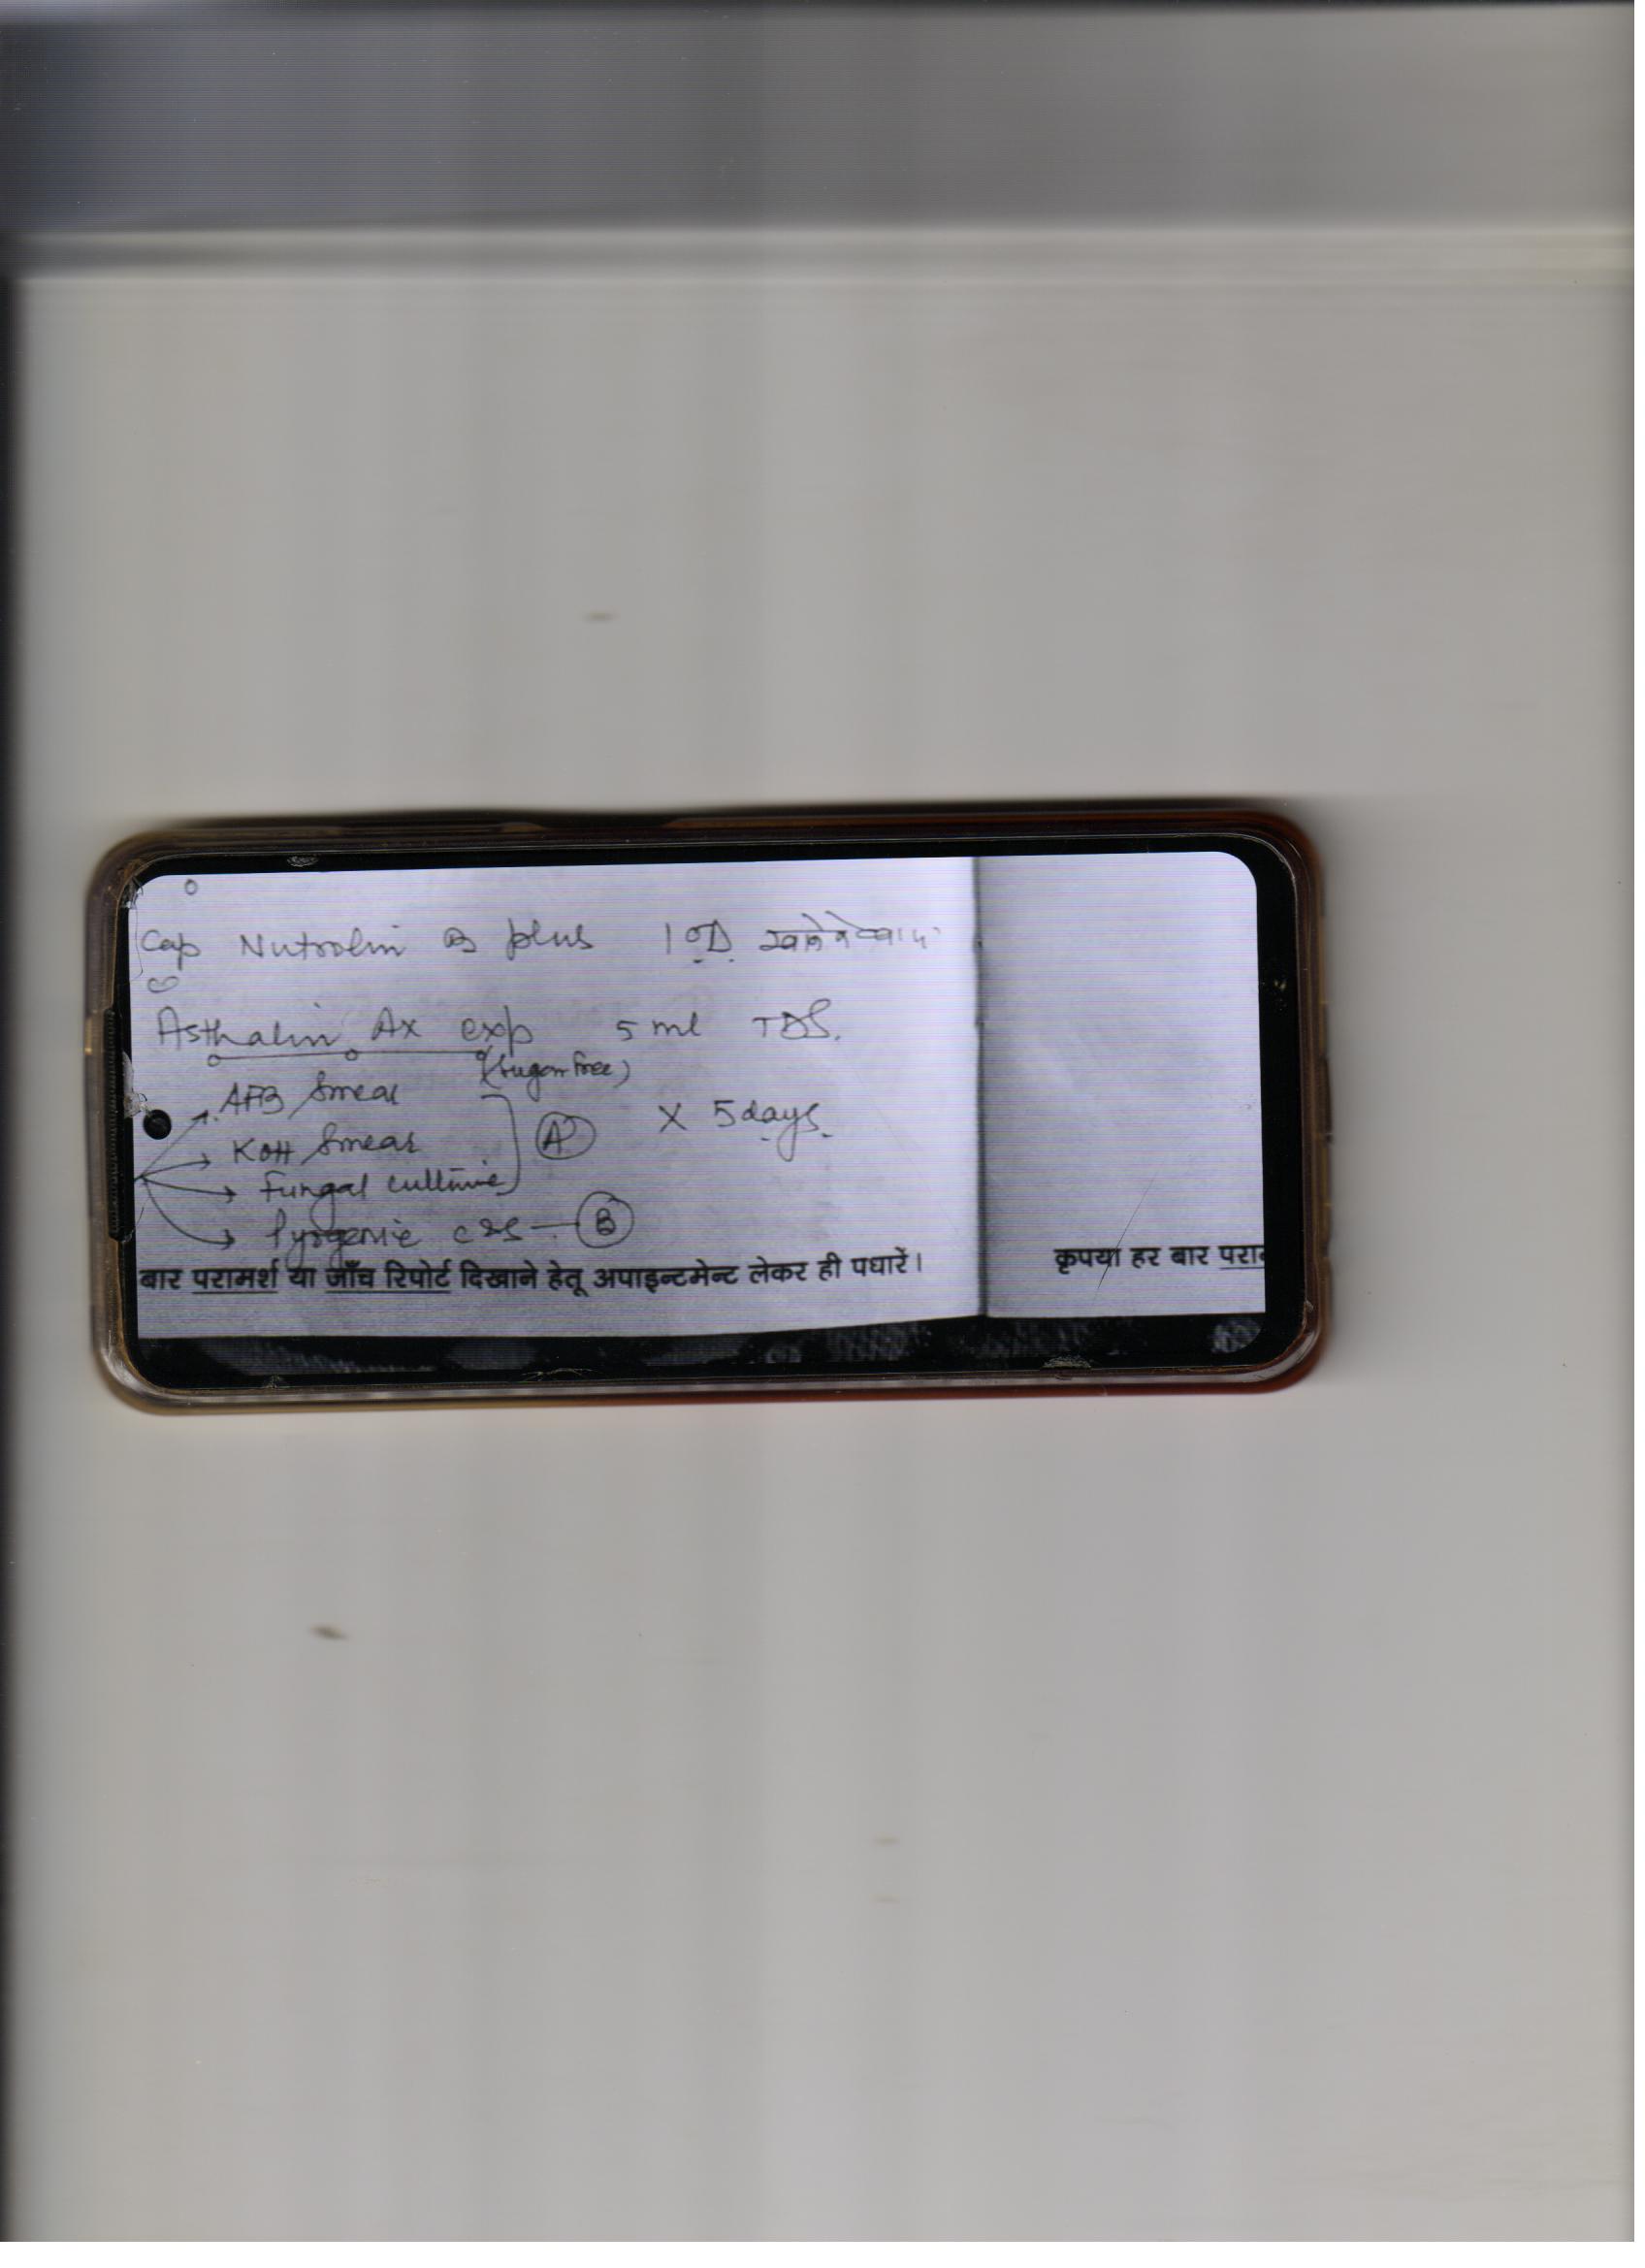 Cap Nutrolin B plus 1 OD खाने के बाद
Asthalin Ax exp 5 ml TDS.
(sugar free)
AFB Smear
KOH Smear
A
X 5 days.
Fungal culture
Pyogenic c&s — B
बार परामर्श या जाँच रिपोर्ट दिखाने हेतू अपाइन्टमेन्ट लेकर ही पधारें।
कृपया हर बार